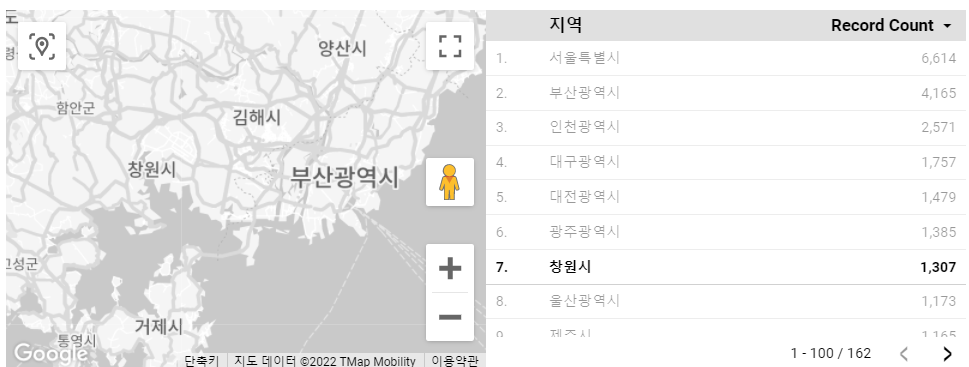 도
령군
양산시
함안군
김해시
창원시
부산광역시
고성군
거제시
통영시
Google
단축키 지도 데이터 ©2022 TMap Mobility 이용약관
지역 Record Count
1. 서울특별시 6,614
2. 부산광역시 4,165
3. 인천광역시 2,571
4. 대구광역시 1,757
5. 대전광역시 1,479
6. 광주광역시 1,385
7. 창원시 1,307
8. 울산광역시 1,173
9. 제주시 1,165
1 - 100 / 162